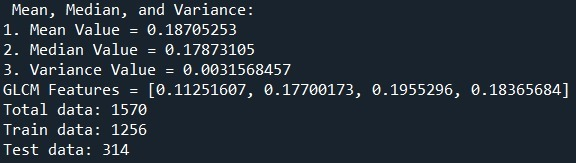 Mean, Median, and Variance:
1. Mean Value = 0.18705253
2. Median Value = 0.17873105
3. Variance Value = 0.0031568457
GLCM Features = [0.11251607, 0.17700173, 0.1955296, 0.18365684]
Total data: 1570
Train data: 1256
Test data: 314